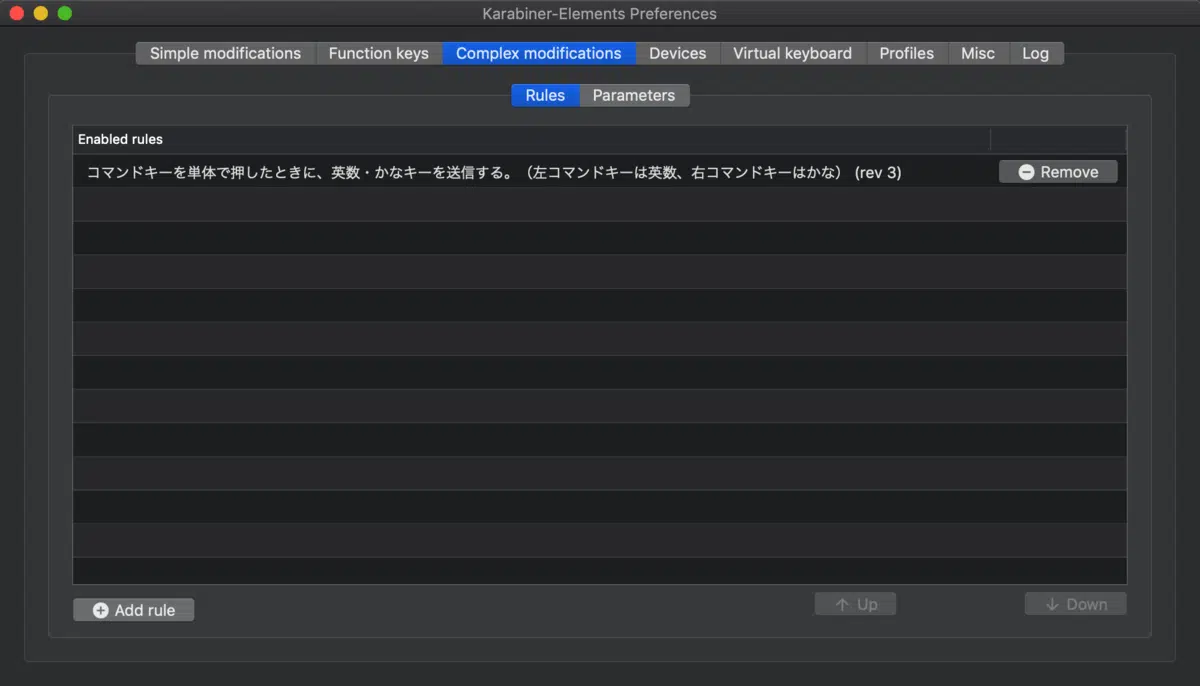 Karabiner-Elements Preferences
Simple modifications Function keys Complex modifications Devices Virtual keyboard Profiles Misc Log
Rules Parameters
Enabled rules
コマンドキーを単体で押したときに、英数・かなキーを送信する。（左コマンドキーは英数、右コマンドキーはかな） (rev 3) Remove
Add rule Up Down